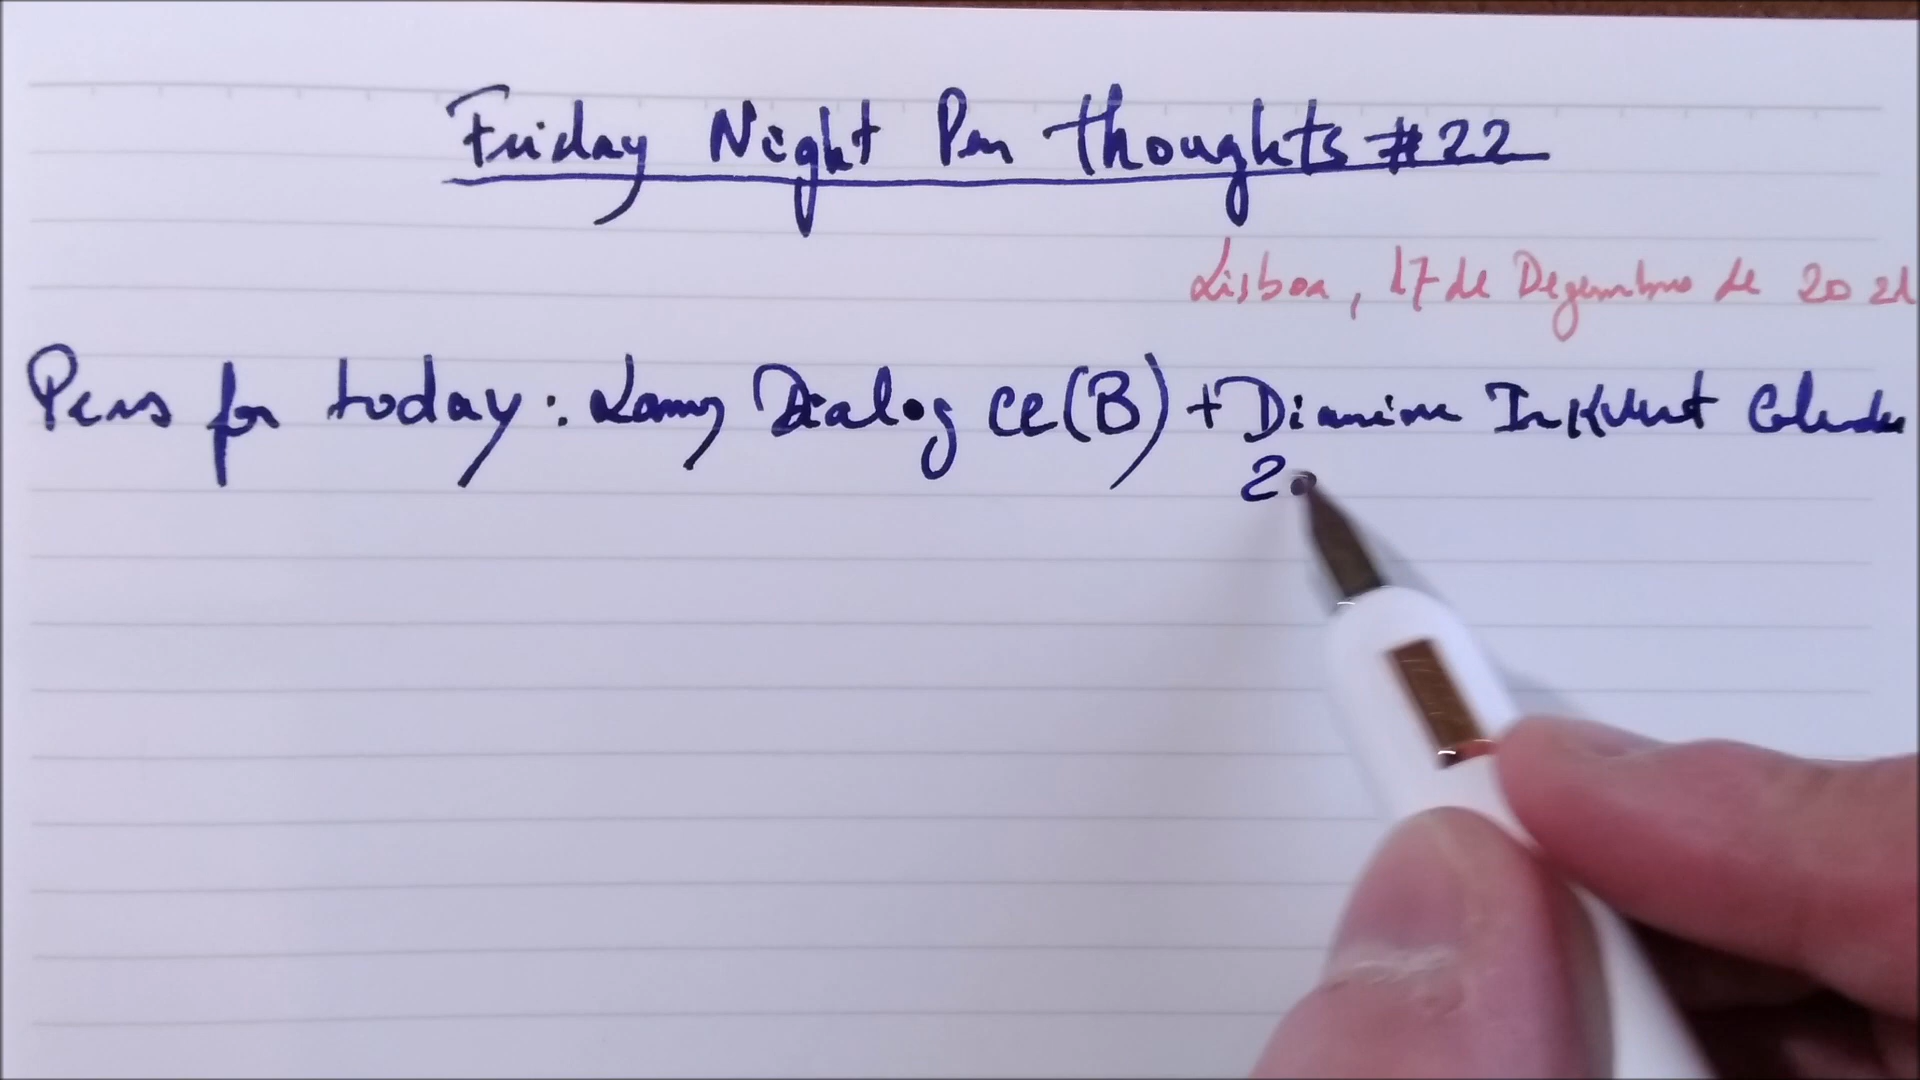 Friday Night Pen Thoughts #22
Lisboa, 17 de Dezembro de 2021
Pens for today: Lamy Dialog CC (B) + Diamine InkVent Calendar
20